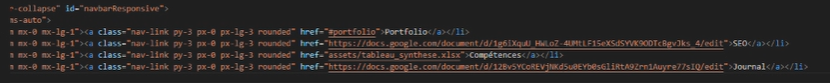 -collapse" id="navbarResponsive">
ms-auto">
m mx-0 mx-lg-1"><a class="nav-link py-3 px-0 px-lg-3 rounded" href="#portfolio">Portfolio</a></li>
m mx-0 mx-lg-1"><a class="nav-link py-3 px-0 px-lg-3 rounded" href="https://docs.google.com/document/d/ /edit">SEO</a></li>
m mx-0 mx-lg-1"><a class="nav-link py-3 px-0 px-lg-3 rounded" href="assets/tableau_synthese.xlsx">Compétences</a></li>
m mx-0 mx-lg-1"><a class="nav-link py-3 px-0 px-lg-3 rounded" href="https://docs.google.com/document/d/ /edit">Journal</a></li>